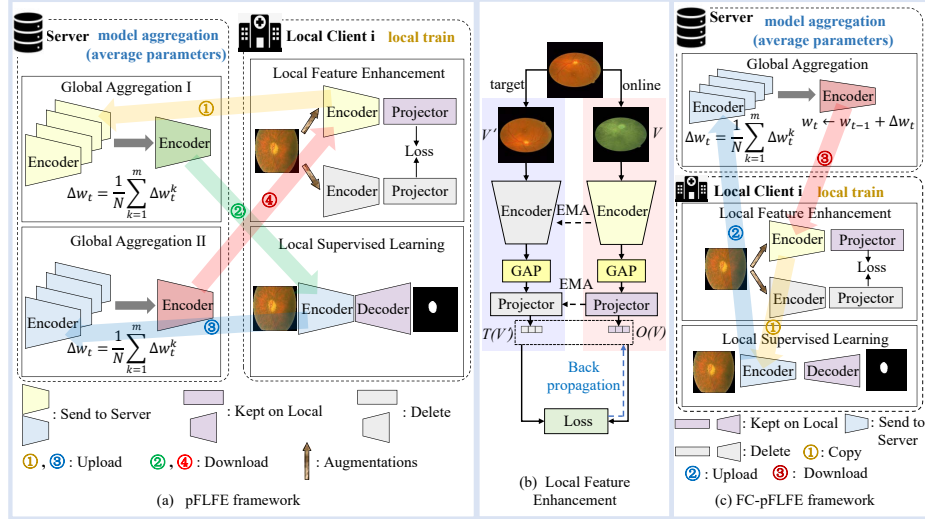 Server
model aggregation
(average parameters)
Global Aggregation I
Encoder
Encoder
Δw_t = 1/N ∑_{k=1}^{m} Δw_t^k
Global Aggregation II
Encoder
Encoder
Δw_t = 1/N ∑_{k=1}^{m} Δw_t^k
Local Client i local train
Local Feature Enhancement
Encoder
Projector
Loss
Encoder
Projector
Local Supervised Learning
Encoder
Decoder
①
②
④
③
: Send to Server
: Kept on Local
: Delete
①, ③: Upload
②, ④: Download
: Augmentations
(a) pFLFE framework
target
online
V'
V
Encoder
EMA
Encoder
GAP
GAP
Projector
EMA
Projector
T(V')
O(V)
Back
propagation
Loss
(b) Local Feature
Enhancement
Server
model aggregation
(average parameters)
Global Aggregation
Encoder
Encoder
Δw_t = 1/N ∑_{k=1}^{m} Δw_t^k
w_t ← w_{t−1} + Δw_t
③
Local Client i local train
Local Feature Enhancement
②
Encoder
Projector
Loss
Encoder
Projector
①
Local Supervised Learning
Encoder
Decoder
: Kept on Local
: Send to
Server
: Delete
①: Copy
②: Upload
③: Download
(c) FC-pFLFE framework